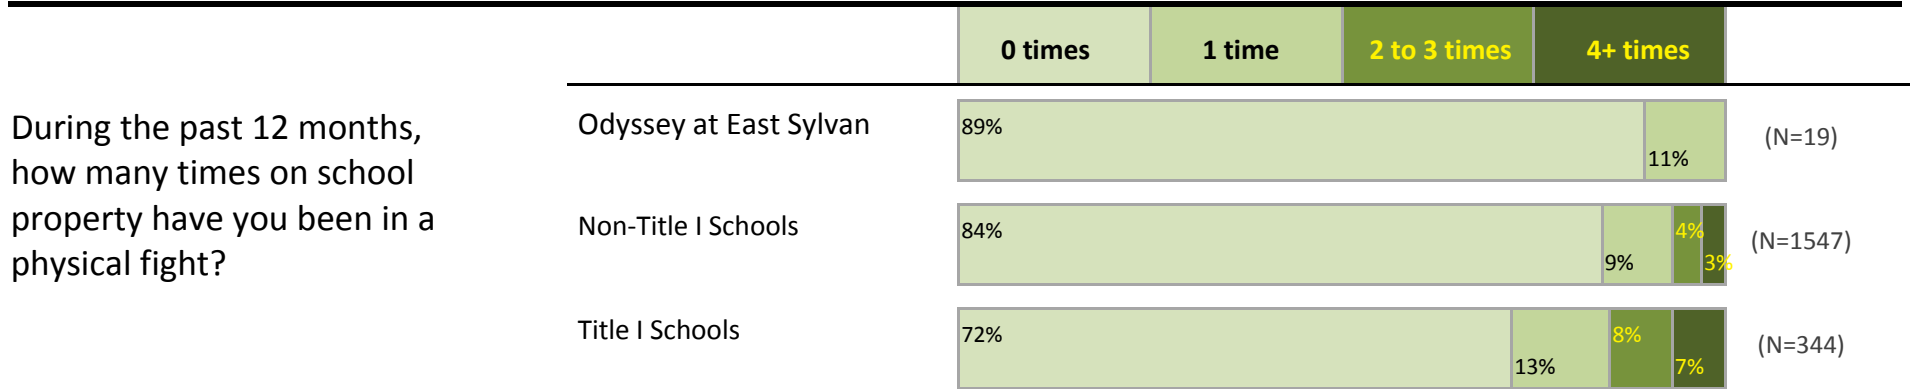 0 times 1 time 2 to 3 times 4+ times
During the past 12 months,
how many times on school
property have you been in a
physical fight?
Odyssey at East Sylvan 89% 11% (N=19)
Non-Title I Schools 84% 9% 4% 3% (N=1547)
Title I Schools 72% 13% 8% 7% (N=344)